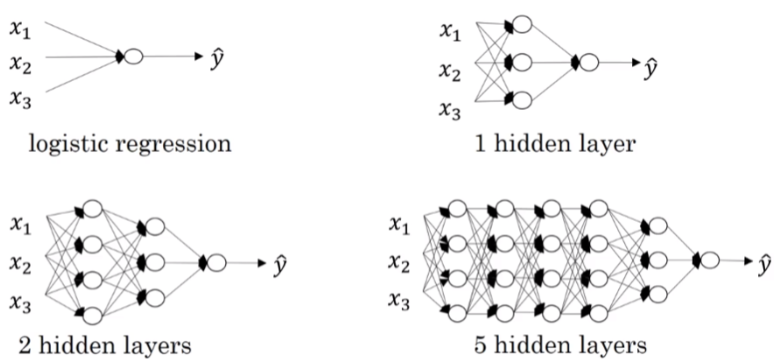 x₁
x₂
x₃
ŷ
logistic regression
x₁
x₂
x₃
ŷ
1 hidden layer
x₁
x₂
x₃
ŷ
2 hidden layers
x₁
x₂
x₃
ŷ
5 hidden layers